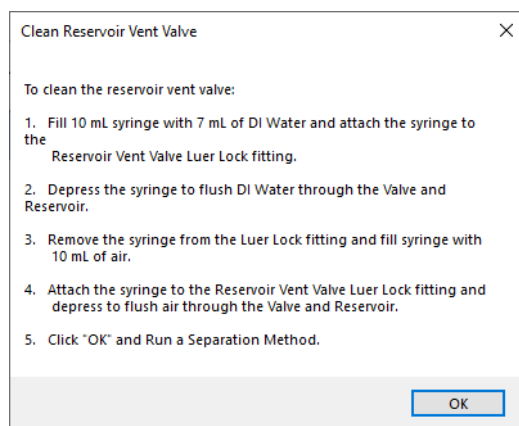 Clean Reservoir Vent Valve
To clean the reservoir vent valve:
1. Fill 10 mL syringe with 7 mL of DI Water and attach the syringe to
the
Reservoir Vent Valve Luer Lock fitting.
2. Depress the syringe to flush DI Water through the Valve and
Reservoir.
3. Remove the syringe from the Luer Lock fitting and fill syringe with
10 mL of air.
4. Attach the syringe to the Reservoir Vent Valve Luer Lock fitting and
depress to flush air through the Valve and Reservoir.
5. Click "OK" and Run a Separation Method.
OK